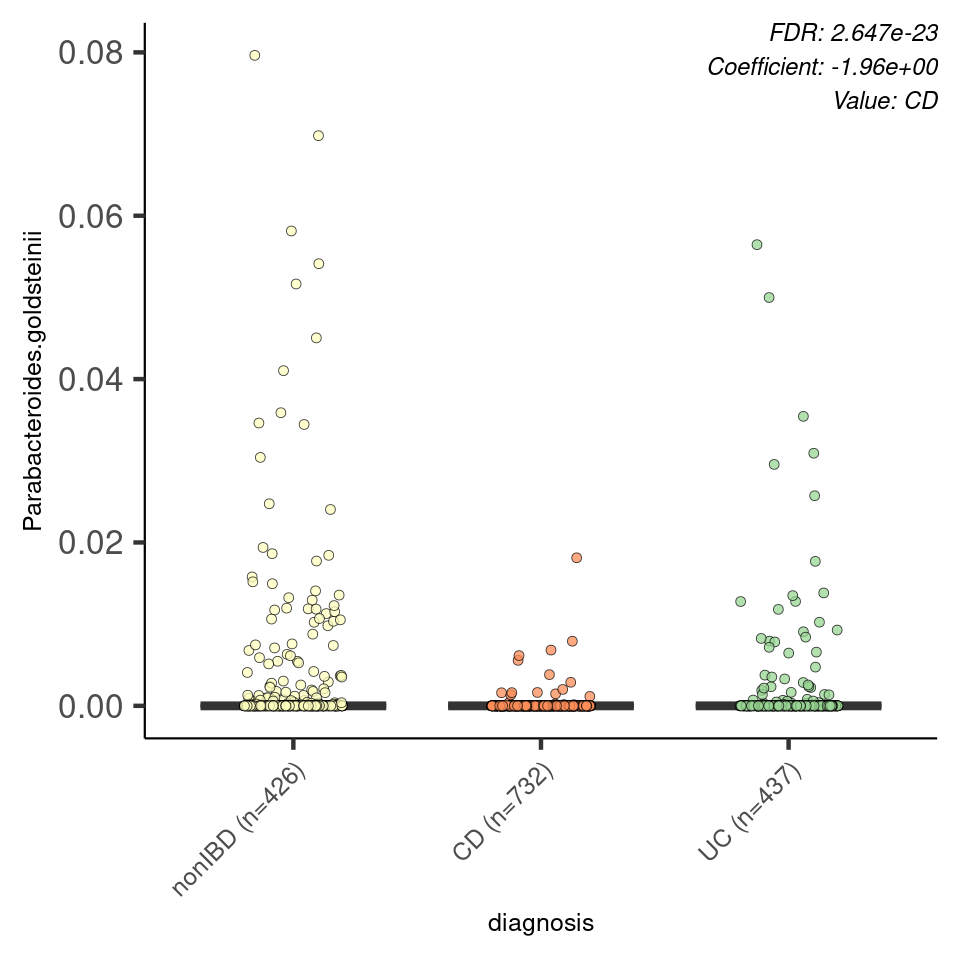 FDR: 2.647e-23
Coefficient: -1.96e+00
Value: CD
Parabacteroides.goldsteinii
0.08
0.06
0.04
0.02
0.00
nonIBD (n=426)
CD (n=732)
UC (n=437)
diagnosis